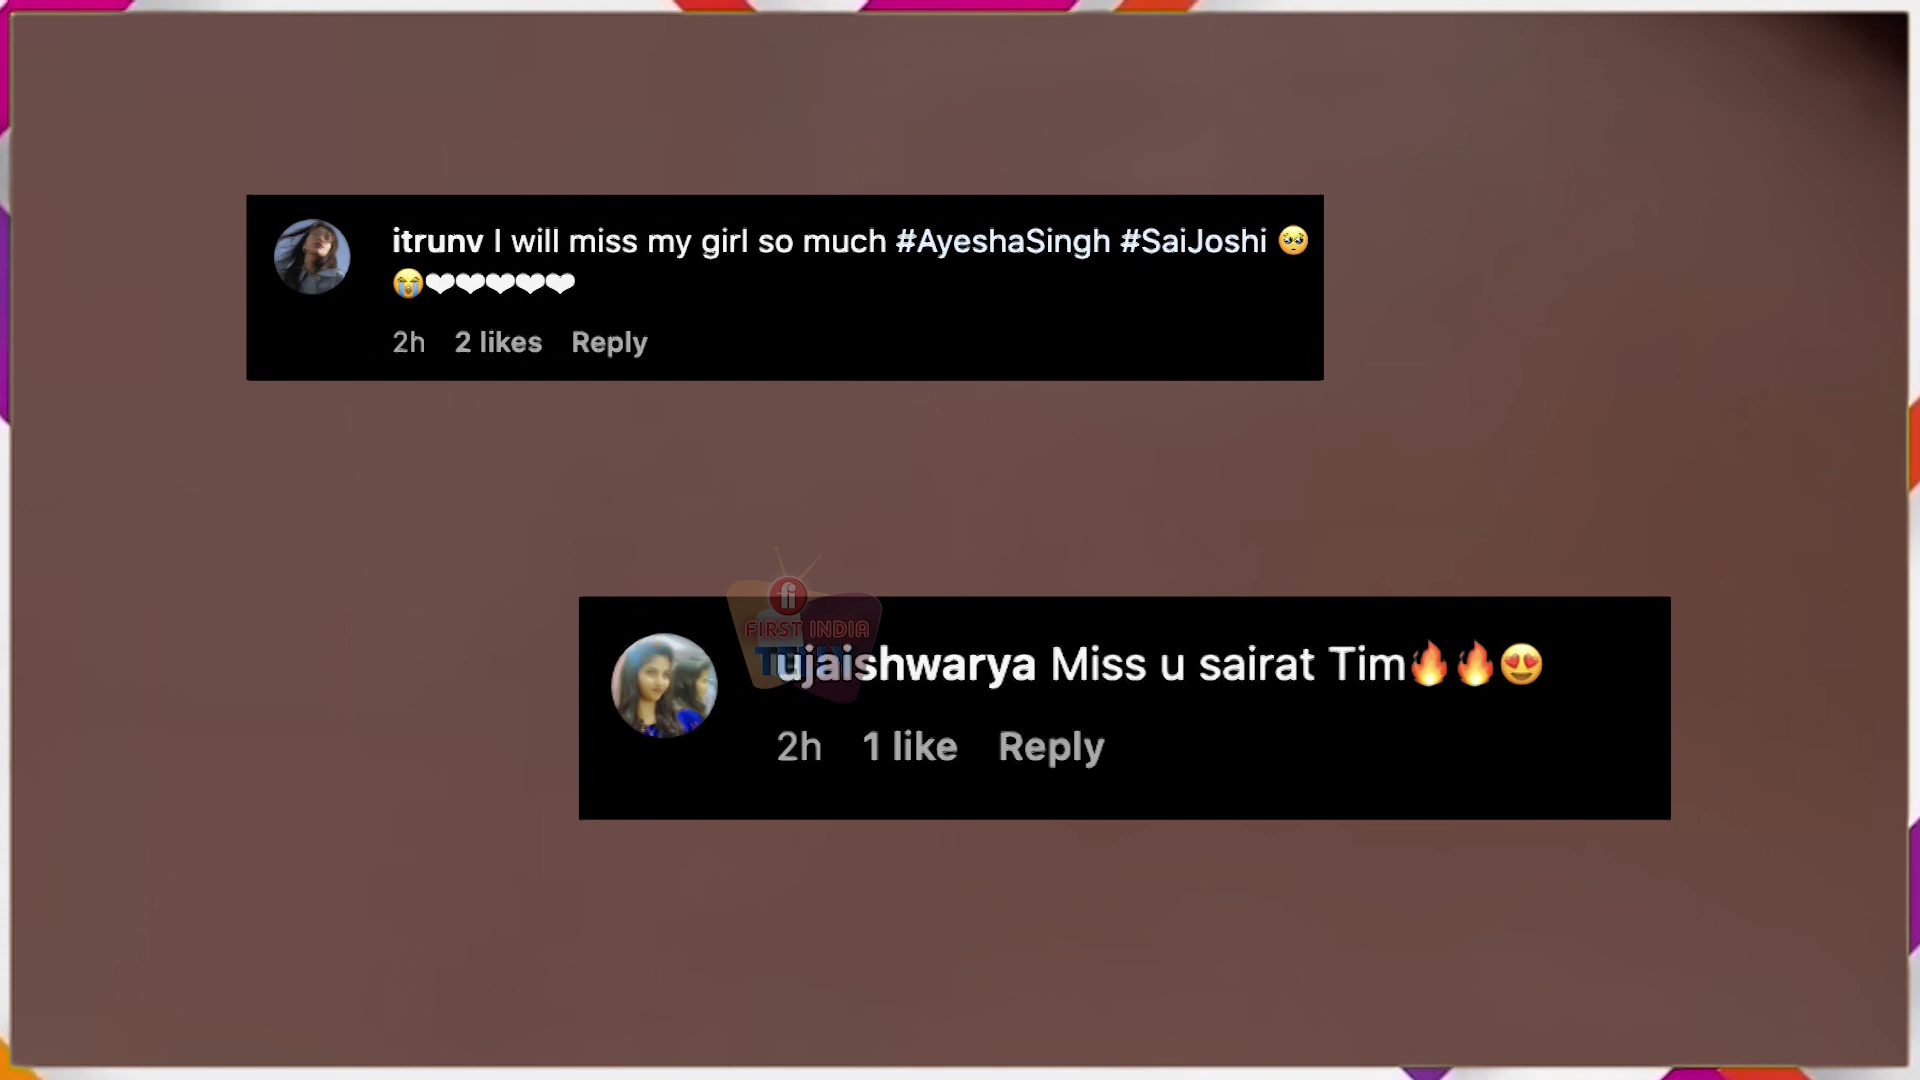 itrunv I will miss my girl so much #AyeshaSingh #SaiJoshi 🥺
😭❤❤❤❤❤
2h 2 likes Reply
fi
FIRST INDIA
ujaishwarya Miss u sairat Tim🔥🔥😍
2h 1 like Reply